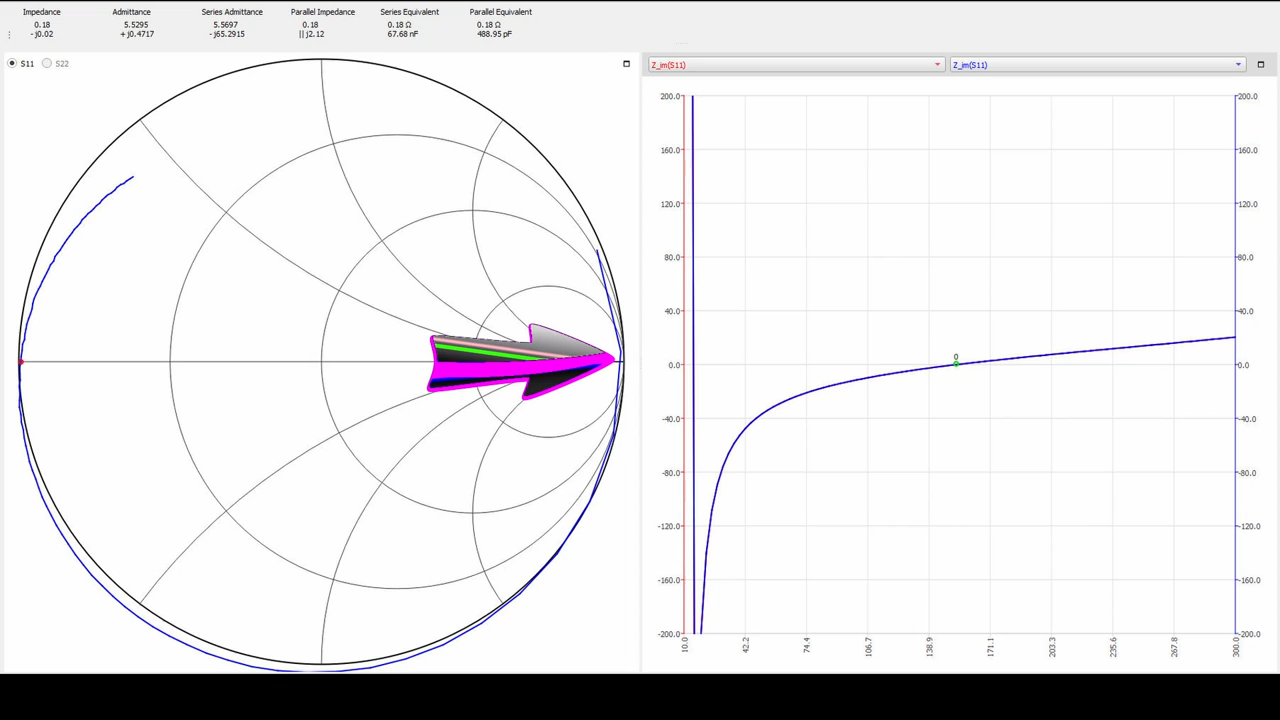 Impedance Admittance Series Admittance Parallel Impedance Series Equivalent Parallel Equivalent
0.18 5.5295 5.5697 0.18 0.18 Ω 0.18 Ω
- j0.02 + j0.4717 - j65.2915 || j2.12 67.68 nF 488.95 pF
S11 S22
Z_im(S11) Z_im(S11)
200.0 200.0
160.0 160.0
120.0 120.0
80.0 80.0
40.0 40.0
0
0.0 0.0
-40.0 -40.0
-80.0 -80.0
-120.0 -120.0
-160.0 -160.0
-200.0 -200.0
10.0 42.2 74.4 106.7 138.9 171.1 203.3 235.6 267.8 300.0